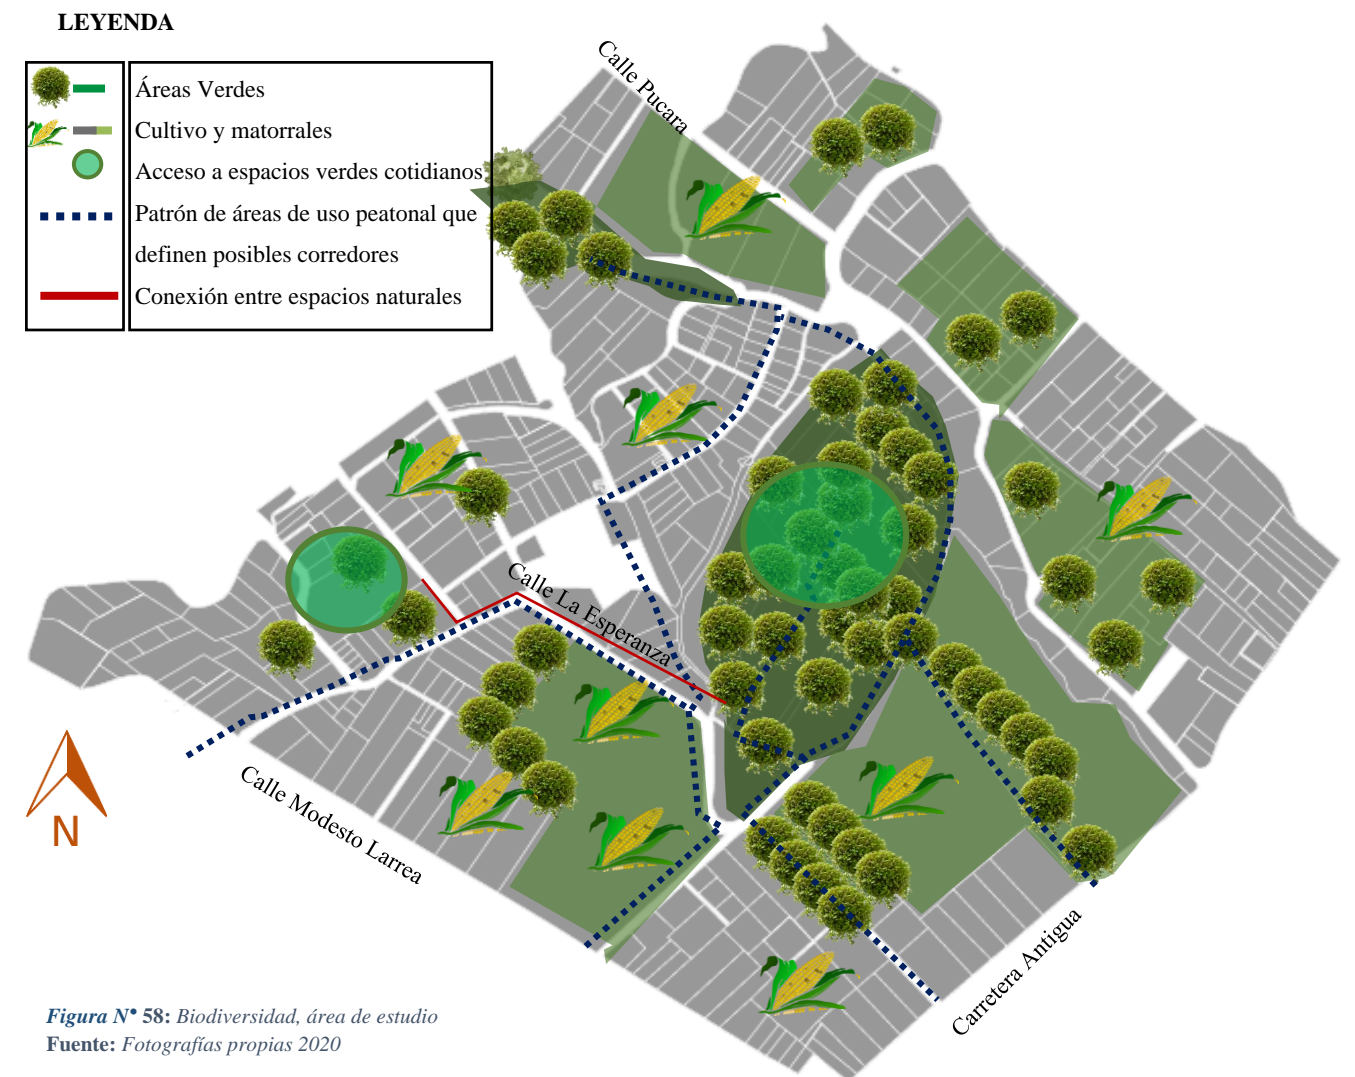 LEYENDA
Áreas Verdes
Cultivo y matorrales
Acceso a espacios verdes cotidianos
Patrón de áreas de uso peatonal que
definen posibles corredores
Conexión entre espacios naturales
Calle Pucara
Calle La Esperanza
Calle Modesto Larrea
Carretera Antigua
N
Figura N° 58: Biodiversidad, área de estudio
Fuente: Fotografías propias 2020